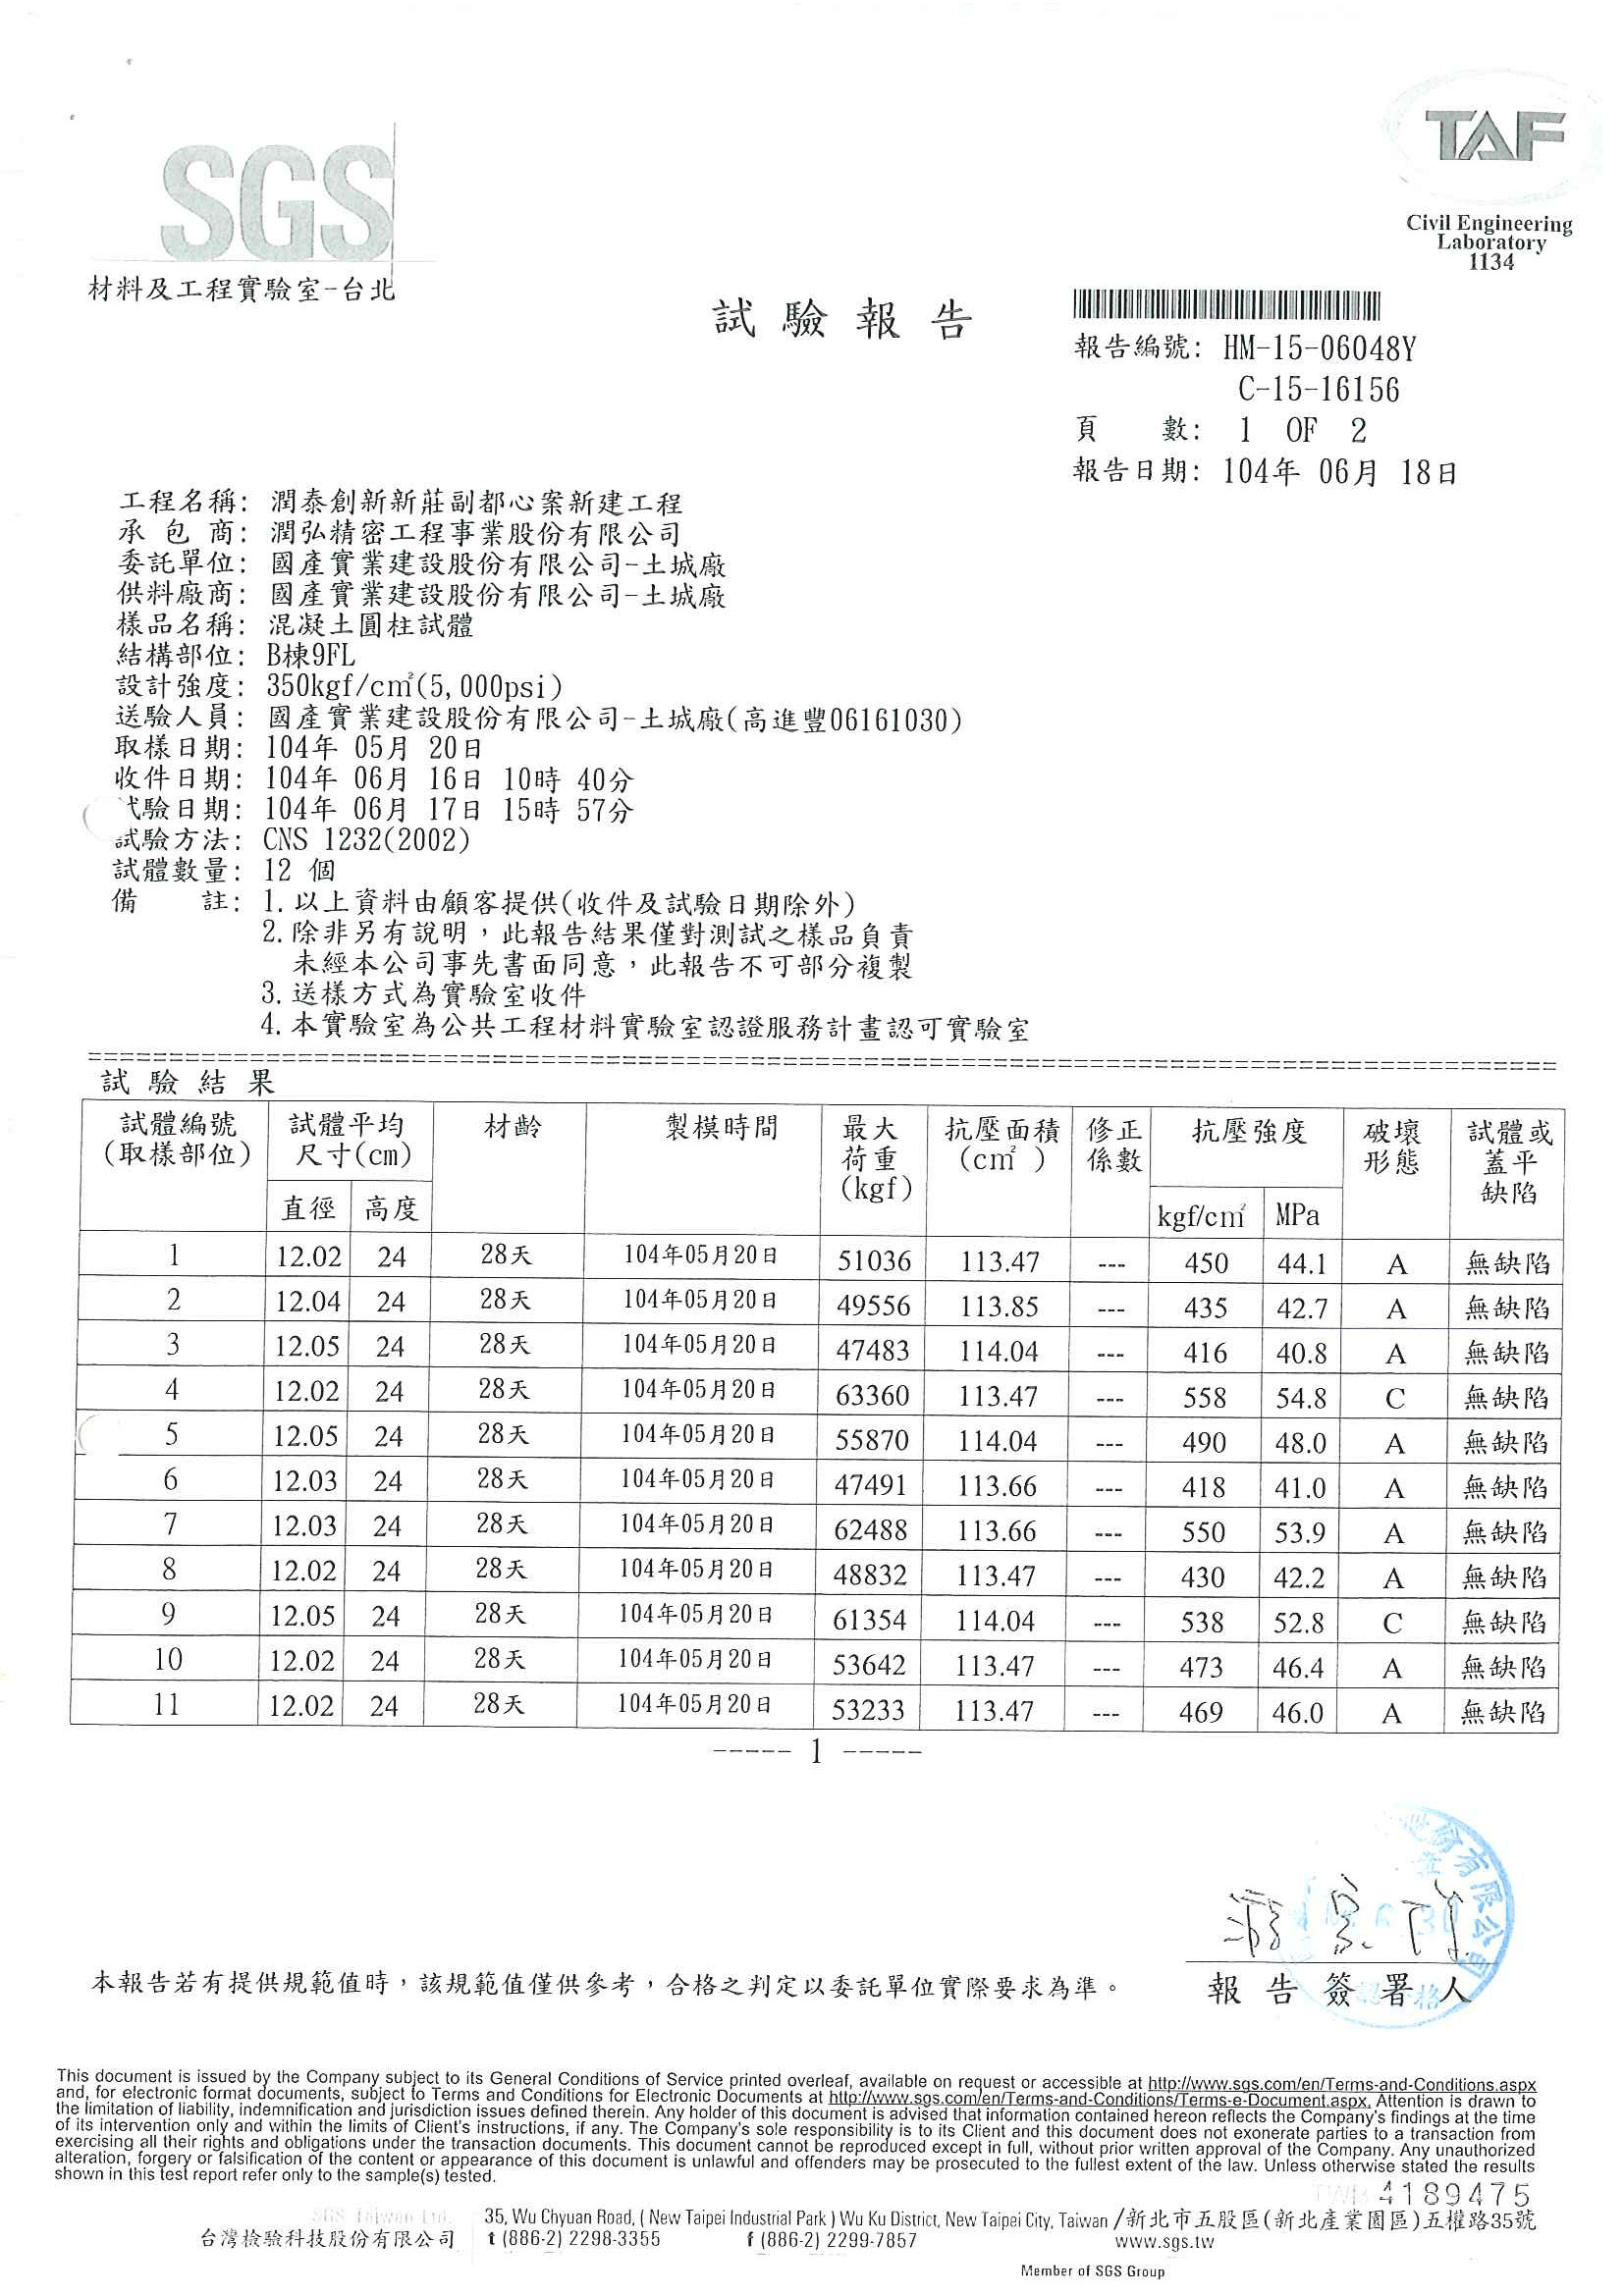 SGS
TAF
Civil Engineering
Laboratory
1134
材料及工程實驗室-台北
試驗報告
報告編號: HM-15-06048Y
C-15-16156
頁 數: 1 OF 2
報告日期: 104年 06月 18日
工程名稱: 潤泰創新新莊副都心案新建工程
承包商: 潤弘精密工程事業股份有限公司
委託單位: 國產實業建設股份有限公司-土城廠
供料廠商: 國產實業建設股份有限公司-土城廠
樣品名稱: 混凝土圓柱試體
結構部位: B棟9FL
設計強度: 350kgf/c㎡(5,000psi)
送驗人員: 國產實業建設股份有限公司-土城廠(高進豐06161030)
取樣日期: 104年 05月 20日
收件日期: 104年 06月 16日 10時 40分
試驗日期: 104年 06月 17日 15時 57分
試驗方法: CNS 1232(2002)
試體數量: 12 個
備 註: 1.以上資料由顧客提供(收件及試驗日期除外)
2.除非另有說明，此報告結果僅對測試之樣品負責
未經本公司事先書面同意，此報告不可部分複製
3.送樣方式為實驗室收件
4.本實驗室為公共工程材料實驗室認證服務計畫認可實驗室
試驗結果
試體編號 試體平均 材齡 製模時間 最大 抗壓面積 修正 抗壓強度 破壞 試體或
(取樣部位) 尺寸(cm) 荷重 (c㎡) 係數 形態 蓋平
直徑 高度 (kgf) kgf/c㎡ MPa 缺陷
1 12.02 24 28天 104年05月20日 51036 113.47 --- 450 44.1 A 無缺陷
2 12.04 24 28天 104年05月20日 49556 113.85 --- 435 42.7 A 無缺陷
3 12.05 24 28天 104年05月20日 47483 114.04 --- 416 40.8 A 無缺陷
4 12.02 24 28天 104年05月20日 63360 113.47 --- 558 54.8 C 無缺陷
5 12.05 24 28天 104年05月20日 55870 114.04 --- 490 48.0 A 無缺陷
6 12.03 24 28天 104年05月20日 47491 113.66 --- 418 41.0 A 無缺陷
7 12.03 24 28天 104年05月20日 62488 113.66 --- 550 53.9 A 無缺陷
8 12.02 24 28天 104年05月20日 48832 113.47 --- 430 42.2 A 無缺陷
9 12.05 24 28天 104年05月20日 61354 114.04 --- 538 52.8 C 無缺陷
10 12.02 24 28天 104年05月20日 53642 113.47 --- 473 46.4 A 無缺陷
11 12.02 24 28天 104年05月20日 53233 113.47 --- 469 46.0 A 無缺陷
----- 1 -----
有限公司
本報告若有提供規範值時，該規範值僅供參考，合格之判定以委託單位實際要求為準。
報告簽署人
This document is issued by the Company subject to its General Conditions of Service printed overleaf, available on request or accessible at http://www.sgs.com/en/Terms-and-Conditions.aspx
and, for electronic format documents, subject to Terms and Conditions for Electronic Documents at http://www.sgs.com/en/Terms-and-Conditions/Terms-e-Document.aspx. Attention is drawn to
the limitation of liability, indemnification and jurisdiction issues defined therein. Any holder of this document is advised that information contained hereon reflects the Company's findings at the time
of its intervention only and within the limits of Client's instructions, if any. The Company's sole responsibility is to its Client and this document does not exonerate parties to a transaction from
exercising all their rights and obligations under the transaction documents. This document cannot be reproduced except in full, without prior written approval of the Company. Any unauthorized
alteration, forgery or falsification of the content or appearance of this document is unlawful and offenders may be prosecuted to the fullest extent of the law. Unless otherwise stated the results
shown in this test report refer only to the sample(s) tested.
TWB 4189475
SGS Taiwan Ltd. 35, Wu Chyuan Road, ( New Taipei Industrial Park ) Wu Ku District, New Taipei City, Taiwan /新北市五股區(新北產業園區)五權路35號
台灣檢驗科技股份有限公司 t (886-2) 2298-3355 f (886-2) 2299-7857 www.sgs.tw
Member of SGS Group